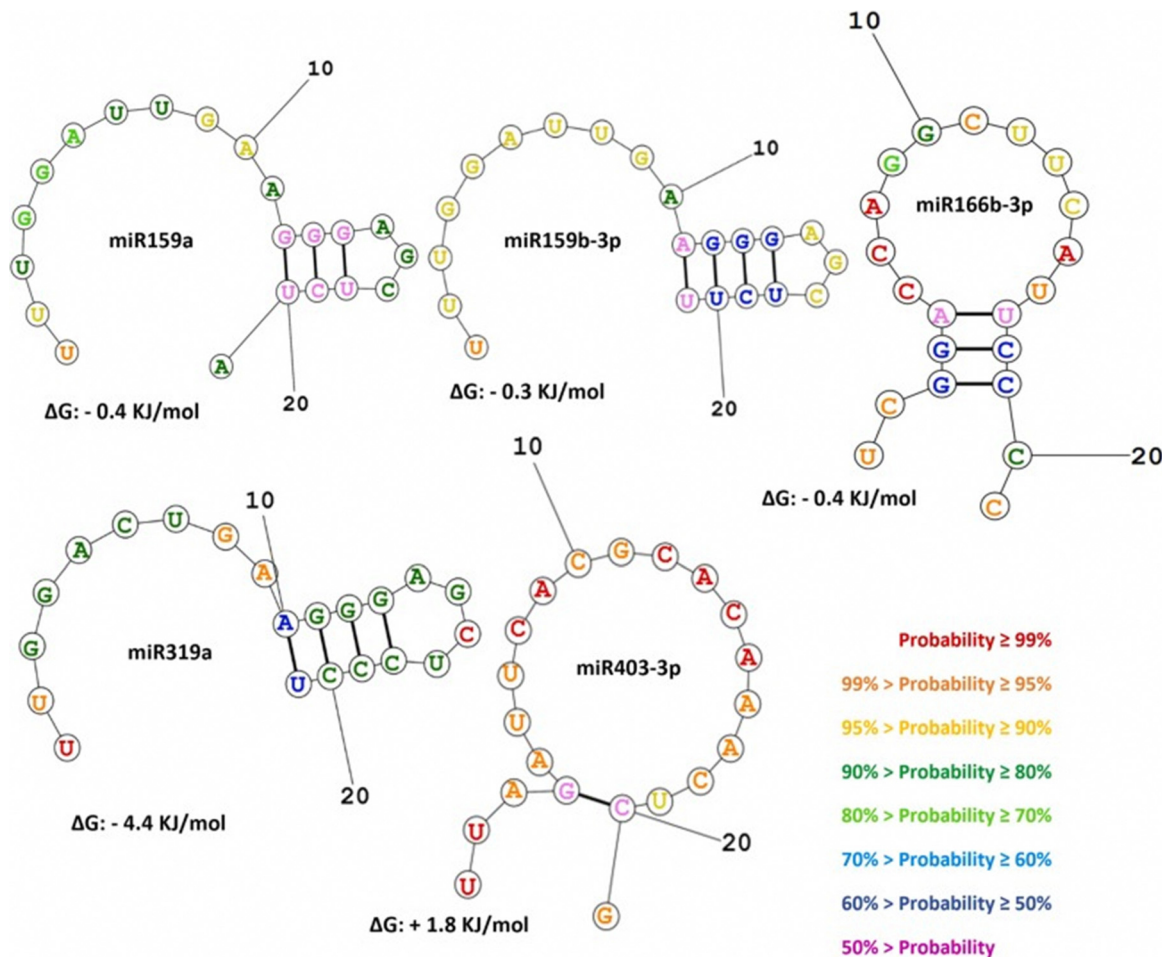 10
U U U G G A U U G A A G G G A G C U C U A
miR159a
20
ΔG: - 0.4 KJ/mol
10
U U U G G A U U G A A G G G A G C U C U U
miR159b-3p
20
ΔG: - 0.3 KJ/mol
10
U C G G A C C A G G C U U C A U U C C C C
miR166b-3p
20
ΔG: - 0.4 KJ/mol
10
U U G G A C U G A A G G G A G C U C C C U
miR319a
20
ΔG: - 4.4 KJ/mol
10
U U A G A U U C A C G C A C A A A C U C G
miR403-3p
20
ΔG: + 1.8 KJ/mol
Probability ≥ 99%
99% > Probability ≥ 95%
95% > Probability ≥ 90%
90% > Probability ≥ 80%
80% > Probability ≥ 70%
70% > Probability ≥ 60%
60% > Probability ≥ 50%
50% > Probability